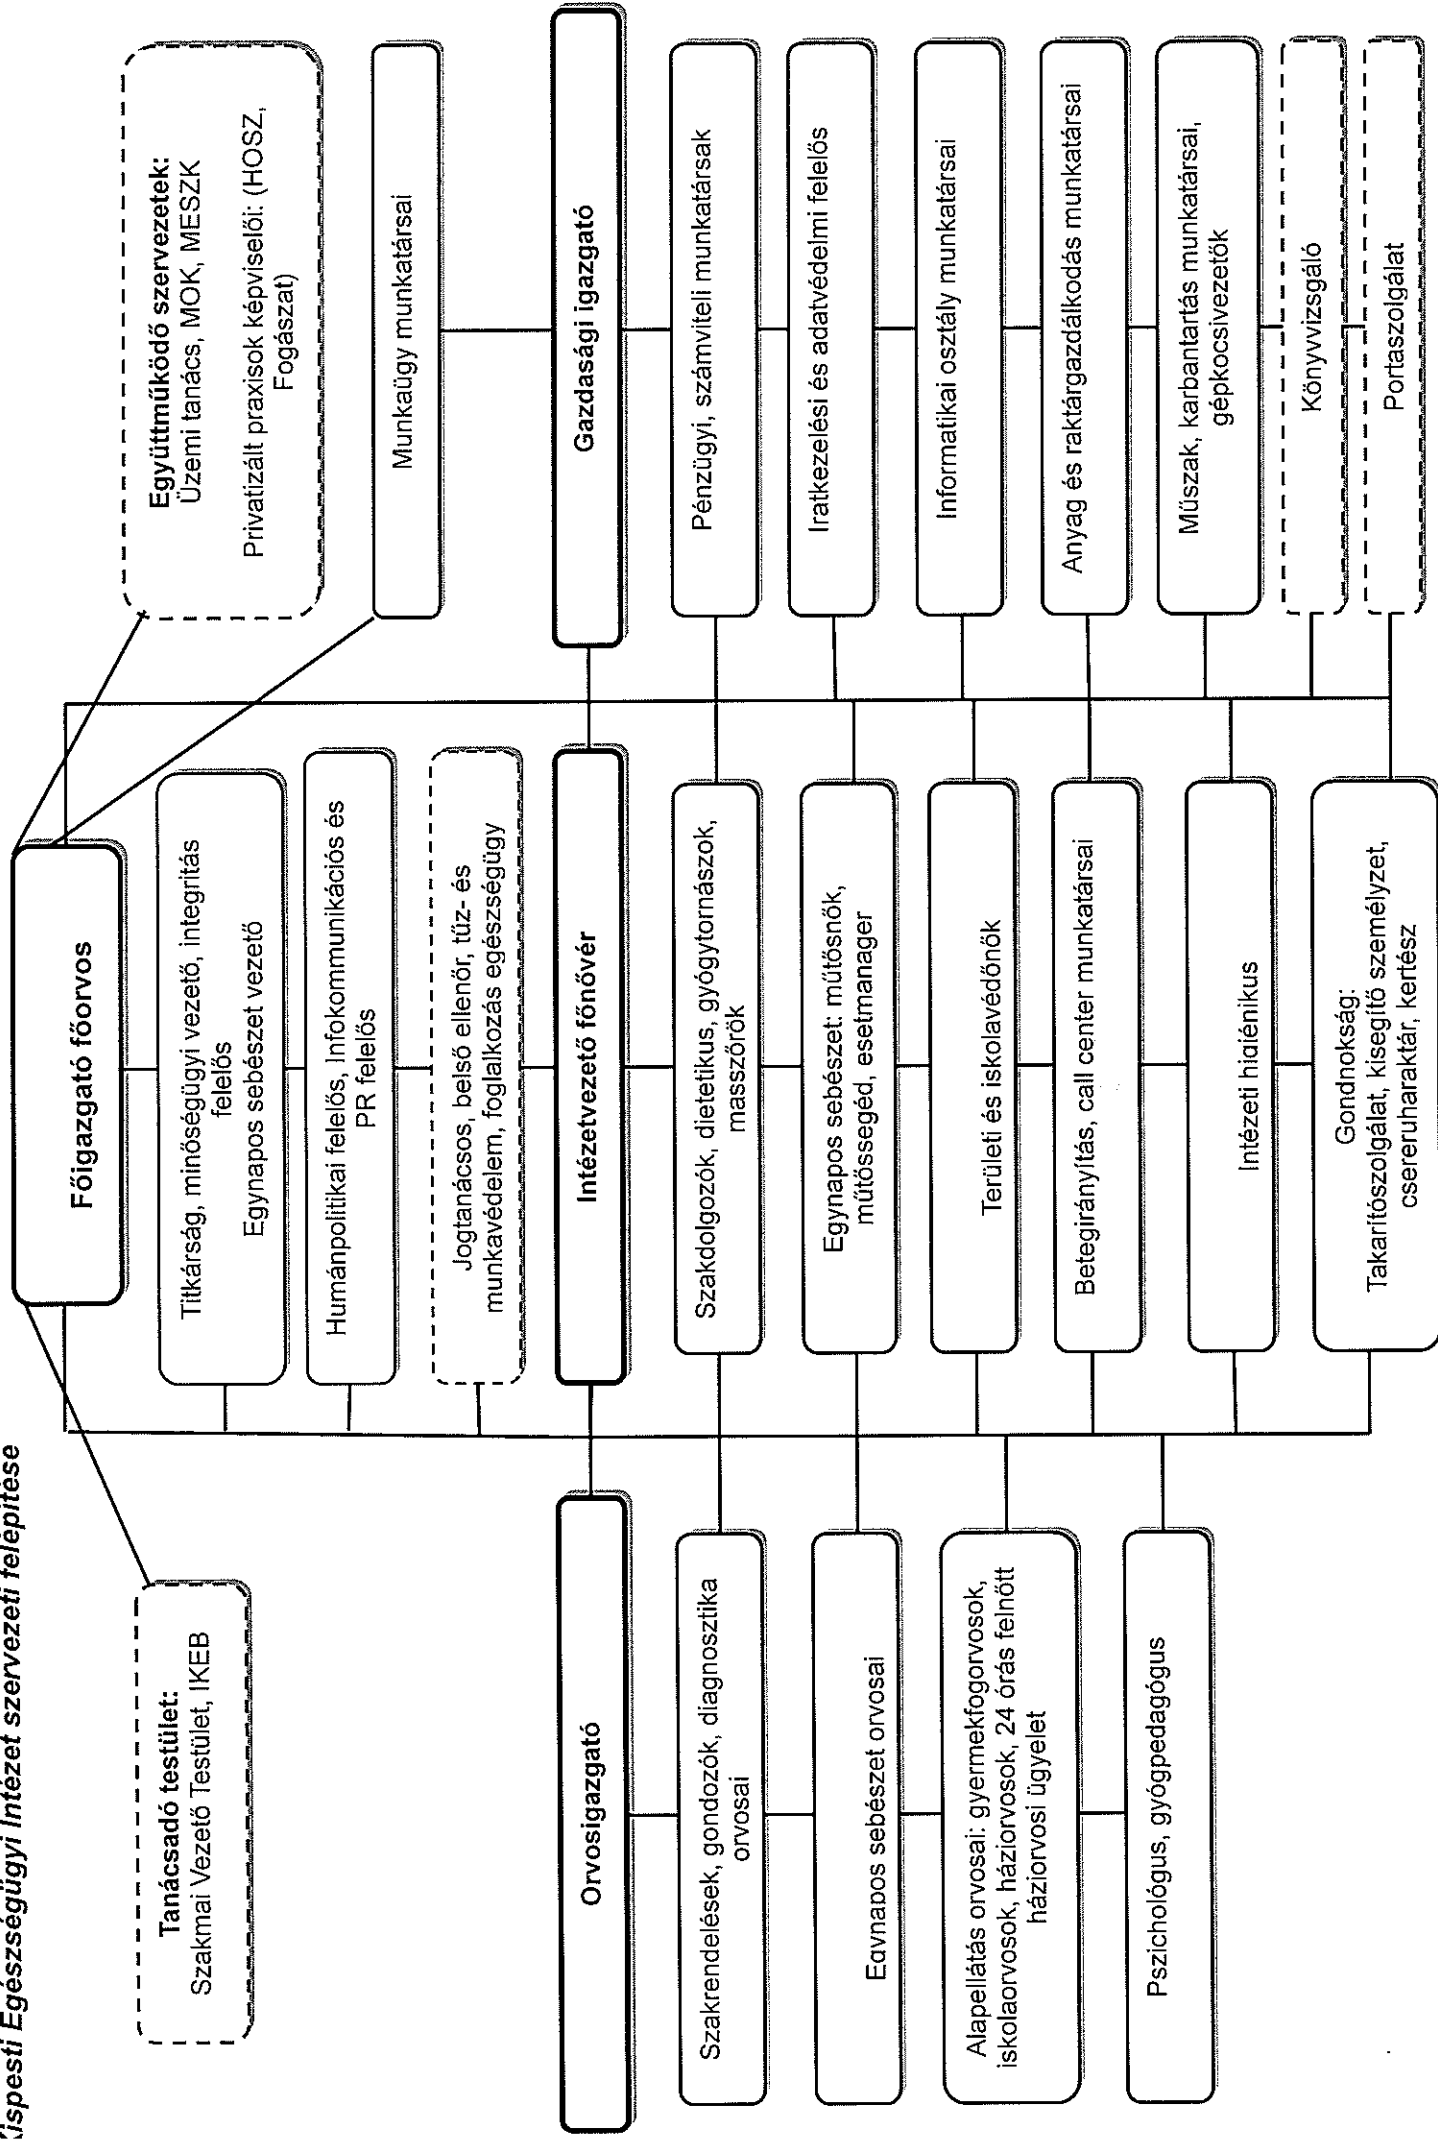 Kispesti Egészségügyi Intézet szervezeti felépítése
Főigazgató főorvos
Tanácsadó testület:
Szakmai Vezető Testület, IKEB
Együttműködő szervezetek:
Üzemi tanács, MOK, MESZK
Privatizált praxisok képviselői: (HOSZ,
Fogászat)
Titkárság, minőségügyi vezető, integritás
felelős
Egynapos sebészet vezető
Humánpolitikai felelős, Infokommunikációs és
PR felelős
Jogtanácsos, belső ellenőr, tűz- és
munkavédelem, foglalkozás egészségügy
Munkaügy munkatársai
Orvosigazgató
Szakrendelések, gondozók, diagnosztika
orvosai
Egynapos sebészet orvosai
Alapellátás orvosai: gyermekfogorvosok,
iskolaorvosok, háziorvosok, 24 órás felnőtt
háziorvosi ügyelet
Pszichológus, gyógpedagógus
Intézetvezető főnővér
Szakdolgozók, dietetikus, gyógytornászok,
masszőrök
Egynapos sebészet: műtősnők,
műtőssegéd, esetmanager
Területi és iskolavédőnők
Betegirányítás, call center munkatársai
Intézeti hidiénikus
Gondnokság:
Takarítószolgálat, kisegítő személyzet,
csereruharaktár, kertész
Gazdasági igazgató
Pénzügyi, számviteli munkatársak
Iratkezelési és adatvédelmi felelős
Informatikai osztály munkatársai
Anyag és raktárgazdálkodás munkatársai
Műszak, karbantartás munkatársai,
gépkocsivezetők
Könyvizsgáló
Portaszolgálat